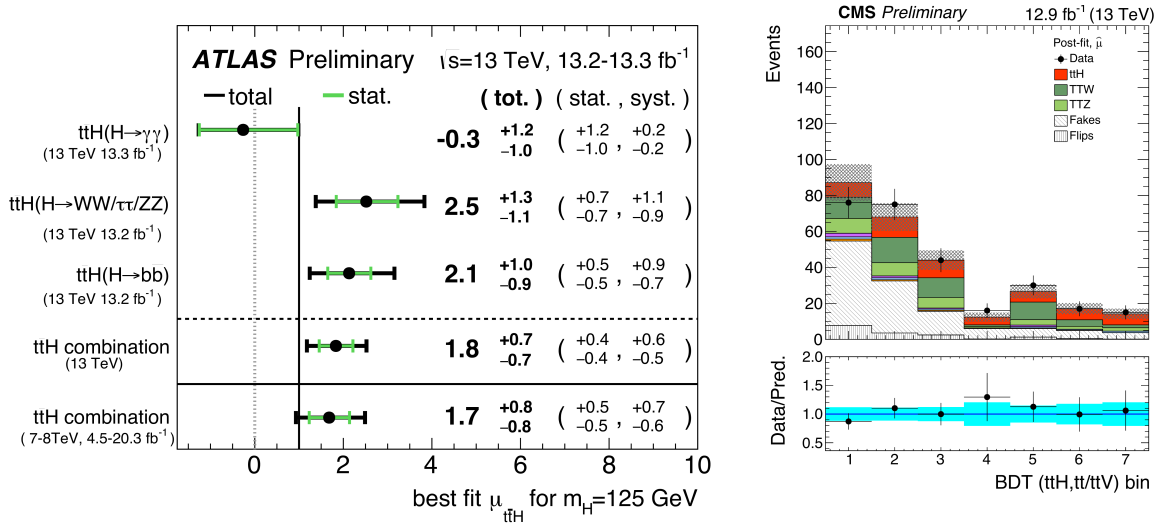 ATLAS Preliminary √s=13 TeV, 13.2-13.3 fb⁻¹
total stat. ( tot. ) ( stat. , syst. )
tt̄H(H→γγ) -0.3 +1.2 −1.0 ( +1.2 −1.0 , +0.2 −0.2 )
(13 TeV 13.3 fb⁻¹)
tt̄H(H→WW/ττ/ZZ) 2.5 +1.3 −1.1 ( +0.7 −0.7 , +1.1 −0.9 )
(13 TeV 13.2 fb⁻¹)
tt̄H(H→bb̄) 2.1 +1.0 −0.9 ( +0.5 −0.5 , +0.9 −0.7 )
(13 TeV 13.2 fb⁻¹)
tt̄H combination 1.8 +0.7 −0.7 ( +0.4 −0.4 , +0.6 −0.5 )
(13 TeV)
tt̄H combination 1.7 +0.8 −0.8 ( +0.5 −0.5 , +0.7 −0.6 )
( 7-8TeV, 4.5-20.3 fb⁻¹)
0 2 4 6 8 10
best fit μ tt̄H for m_H=125 GeV
CMS Preliminary 12.9 fb⁻¹ (13 TeV)
Events
160
140
120
100
80
60
40
20
0
Post-fit, μ̂
Data
ttH
TTW
TTZ
Fakes
Flips
Data/Pred.
2.0
1.5
1.0
0.5
1 2 3 4 5 6 7
BDT (ttH,tt/ttV) bin